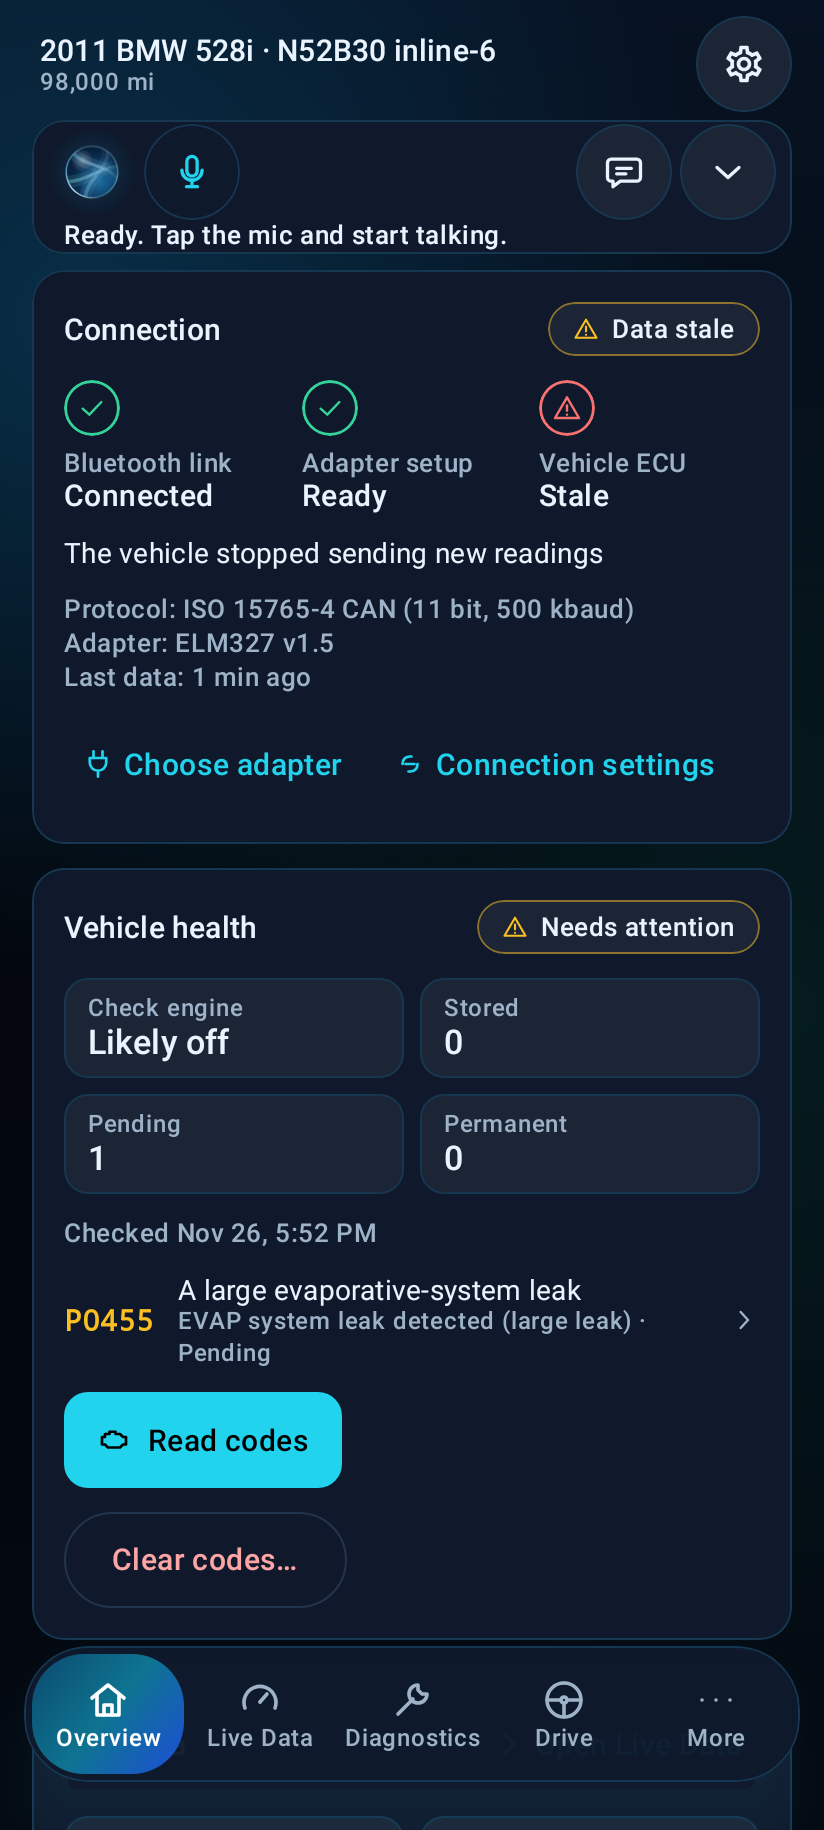 2011 BMW 528i · N52B30 inline-6
98,000 mi
Ready. Tap the mic and start talking.
Connection
Data stale
Bluetooth link
Connected
Adapter setup
Ready
Vehicle ECU
Stale
The vehicle stopped sending new readings
Protocol: ISO 15765-4 CAN (11 bit, 500 kbaud)
Adapter: ELM327 v1.5
Last data: 1 min ago
Choose adapter
Connection settings
Vehicle health
Needs attention
Check engine
Likely off
Stored
0
Pending
1
Permanent
0
Checked Nov 26, 5:52 PM
P0455
A large evaporative-system leak
EVAP system leak detected (large leak) ·
Pending
Read codes
Clear codes…
Overview
Live Data
Diagnostics
Drive
More
Open Live Data